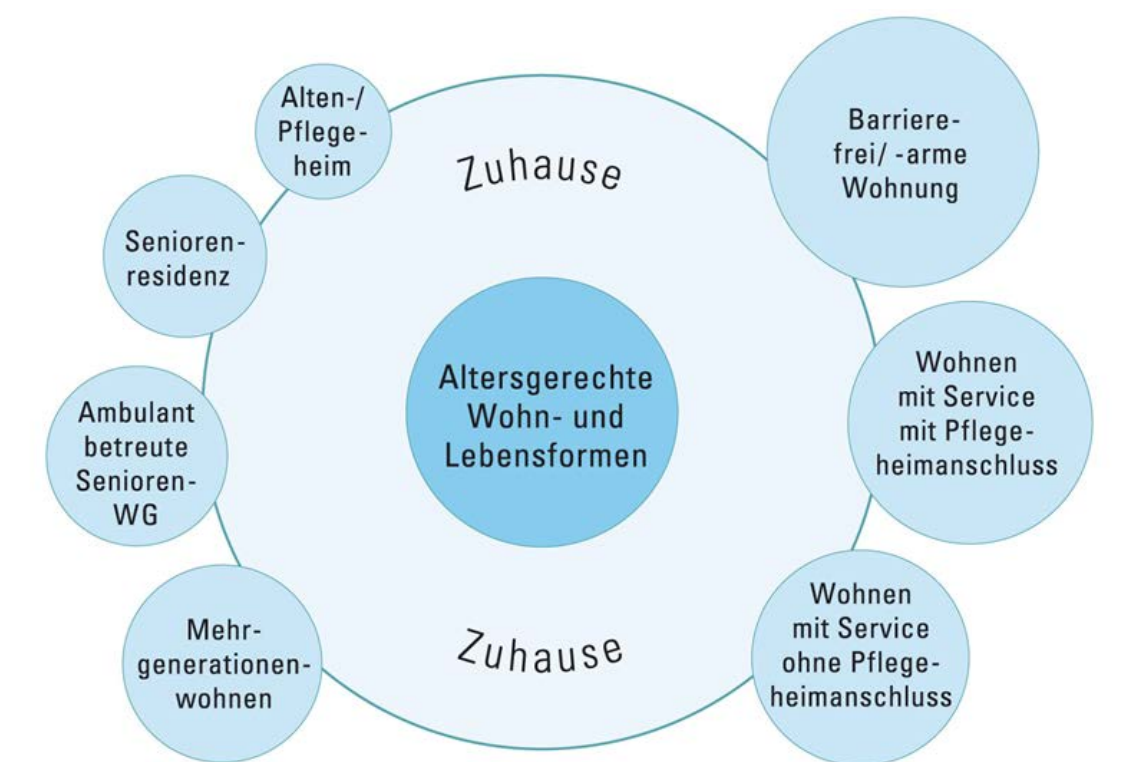 Alten-/
Pflege-
heim
Zuhause
Barriere-
frei/ -arme
Wohnung
Senioren-
residenz
Altersgerechte
Wohn- und
Lebensformen
Wohnen
mit Service
mit Pflege-
heimanschluss
Ambulant
betreute
Senioren-
WG
Mehr-
generationen-
wohnen
Zuhause
Wohnen
mit Service
ohne Pflege-
heimanschluss